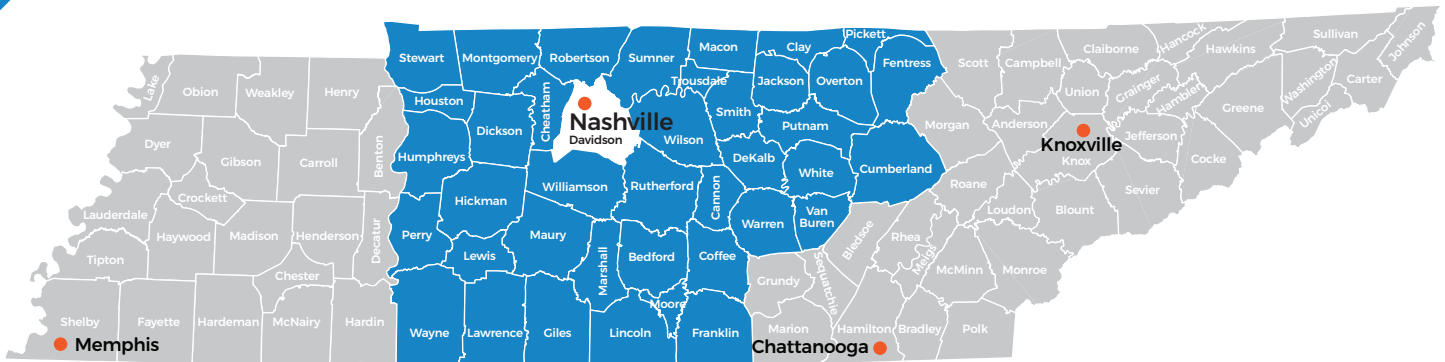 Stewart
Montgomery
Robertson
Sumner
Macon
Clay
Pickett
Fentress
Scott
Campbell
Claiborne
Hancock
Hawkins
Sullivan
Johnson
Lake
Obion
Weakley
Henry
Houston
Dickson
Cheatham
Trousdale
Jackson
Overton
Union
Grainger
Hamblen
Greene
Washington
Carter
Unicoi
Nashville
Davidson
Wilson
Smith
Putnam
Morgan
Anderson
Knoxville
Knox
Jefferson
Cocke
Dyer
Gibson
Carroll
Benton
Humphreys
DeKalb
White
Cumberland
Roane
Sevier
Crockett
Hickman
Williamson
Rutherford
Cannon
Warren
Van
Buren
Loudon
Blount
Lauderdale
Haywood
Madison
Henderson
Decatur
Perry
Lewis
Maury
Marshall
Bedford
Coffee
Bledsoe
Rhea
Meigs
McMinn
Monroe
Tipton
Chester
Grundy
Sequatchie
Moore
Shelby
Fayette
Hardeman
McNairy
Hardin
Wayne
Lawrence
Giles
Lincoln
Franklin
Marion
Hamilton
Bradley
Polk
Memphis
Chattanooga